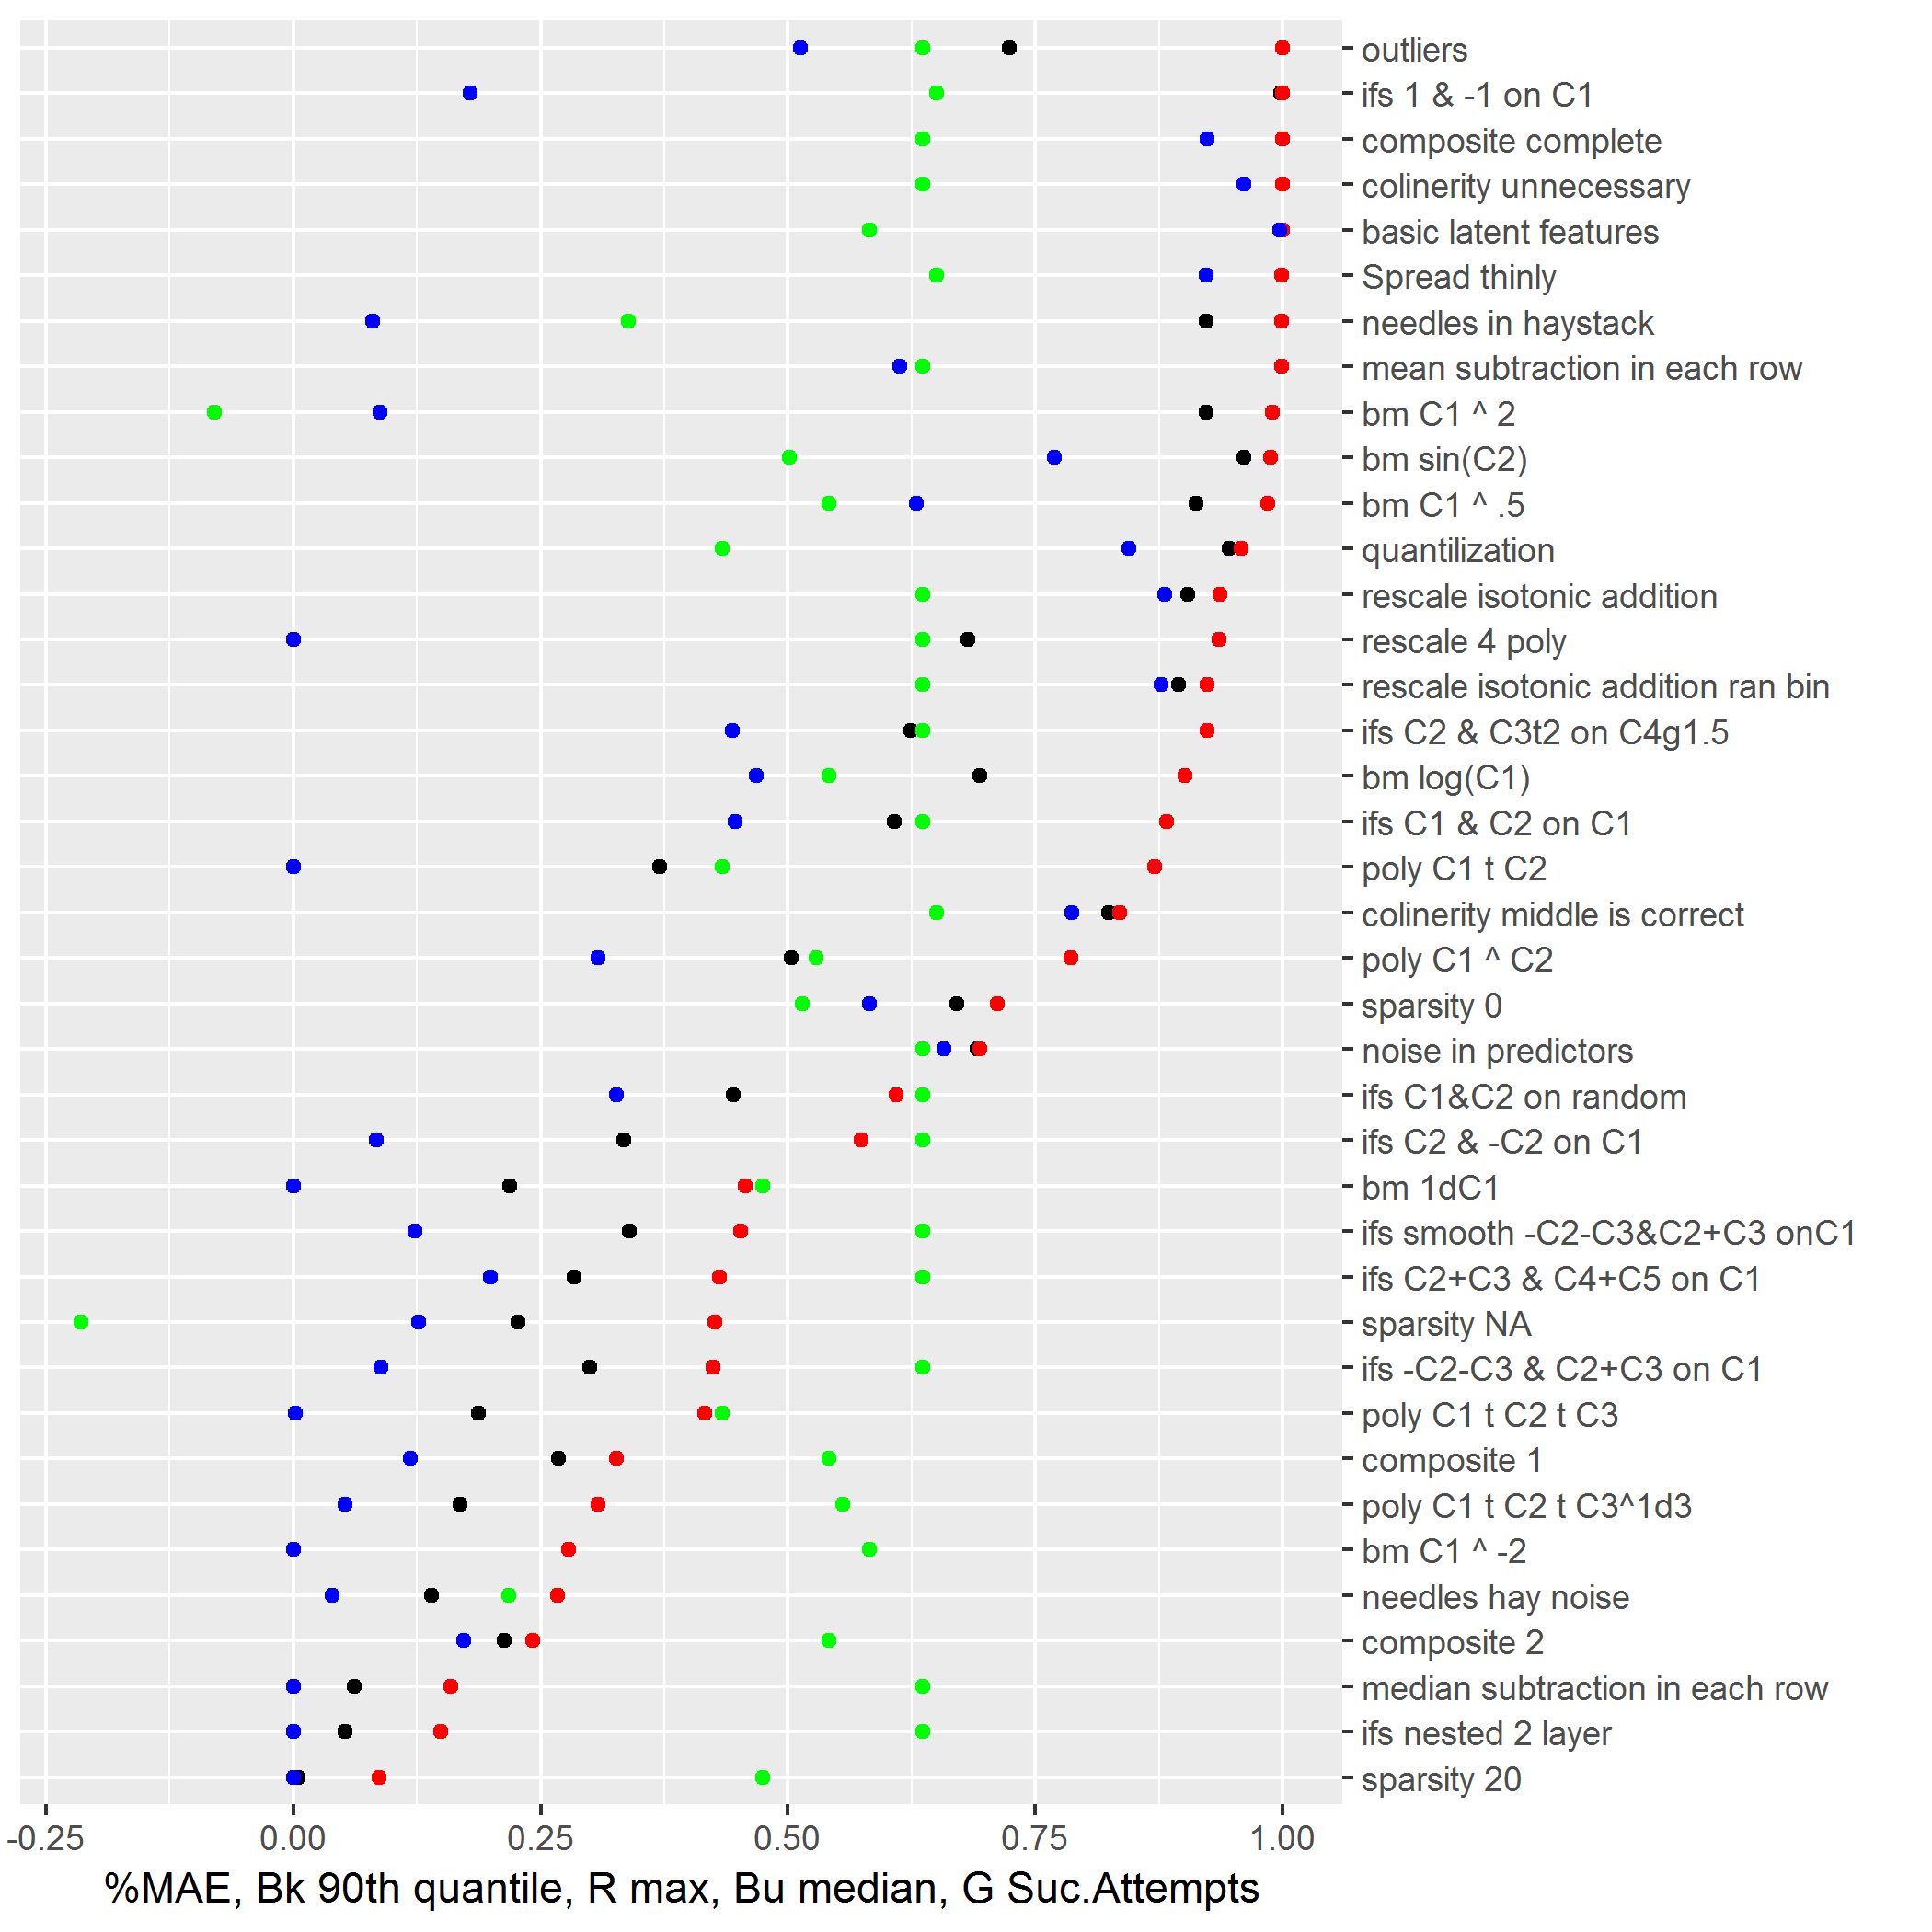 outliers
ifs 1 & -1 on C1
composite complete
colinerity unnecessary
basic latent features
Spread thinly
needles in haystack
mean subtraction in each row
bm C1 ^ 2
bm sin(C2)
bm C1 ^ .5
quantilization
rescale isotonic addition
rescale 4 poly
rescale isotonic addition ran bin
ifs C2 & C3t2 on C4g1.5
bm log(C1)
ifs C1 & C2 on C1
poly C1 t C2
colinerity middle is correct
poly C1 ^ C2
sparsity 0
noise in predictors
ifs C1&C2 on random
ifs C2 & -C2 on C1
bm 1dC1
ifs smooth -C2-C3&C2+C3 onC1
ifs C2+C3 & C4+C5 on C1
sparsity NA
ifs -C2-C3 & C2+C3 on C1
poly C1 t C2 t C3
composite 1
poly C1 t C2 t C3^1d3
bm C1 ^ -2
needles hay noise
composite 2
median subtraction in each row
ifs nested 2 layer
sparsity 20
-0.25 0.00 0.25 0.50 0.75 1.00
%MAE, Bk 90th quantile, R max, Bu median, G Suc.Attempts